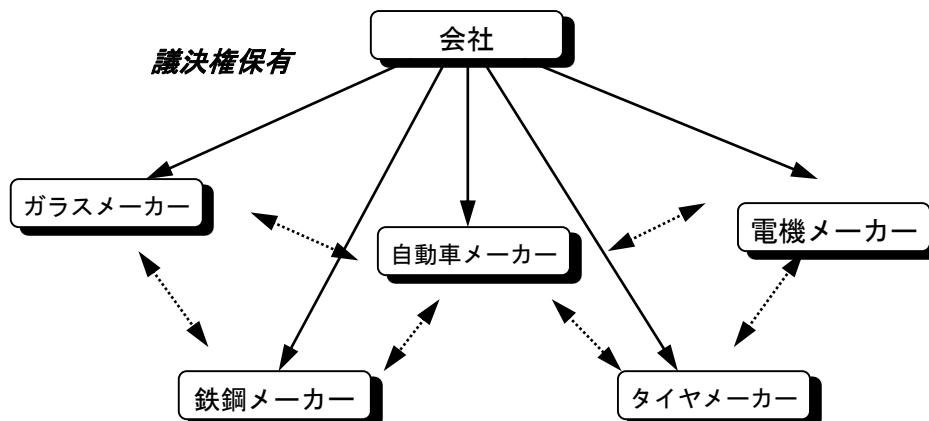 会社
議決権保有
ガラスメーカー
自動車メーカー
電機メーカー
鉄鋼メーカー
タイヤメーカー